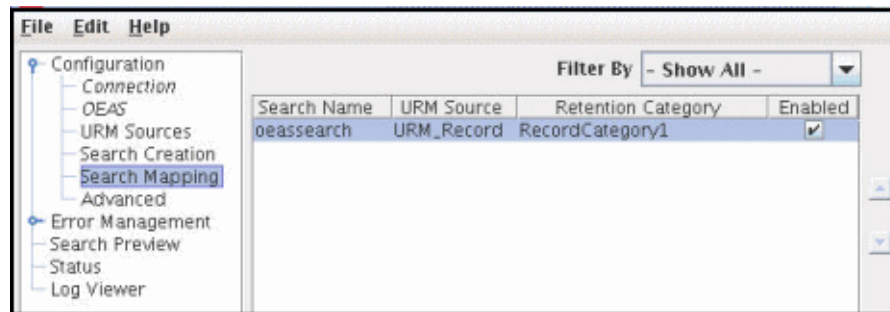 File Edit Help
Configuration
Connection
OEAS
URM Sources
Search Creation
Search Mapping
Advanced
Error Management
Search Preview
Status
Log Viewer
Filter By - Show All -
Search Name URM Source Retention Category Enabled
oeassearch URM_Record RecordCategory1